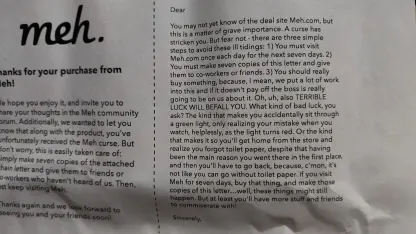 meh.
hanks for your purchase from
Meh!
e hope you enjoy it, and invite you to
hare your thoughts in the Meh community
orum. Additionally, we wanted to let you
now that along with the product, you've
nfortunately received the Meh curse. But
on't worry, this is easily taken care of:
imply make seven copies of the attached
hain letter and give them to friends or
o-workers who haven't heard of us. Then,
ust keep visiting Meh.
hanks again and we look forward to
seeing you and your friends soon!
Dear
You may not yet know of the deal site Meh.com, but
this is a matter of grave importance. A curse has
stricken you. But fear not - there are three simple
steps to avoid these ill tidings: 1) You must visit
Meh.com once each day for the next seven days. 2)
You must make seven copies of this letter and give
them to co-workers or friends. 3) You should really
buy something, because, I mean, we put a lot of work
into this and if it doesn't pay off the boss is really
going to be on us about it. Oh, uh, also TERRIBLE
LUCK WILL BEFALL YOU. What kind of bad luck, you
ask? The kind that makes you accidentally sit through
a green light, only realizing your mistake when you
watch, helplessly, as the light turns red. Or the kind
that makes it so you'll get home from the store and
realize you forgot toilet paper, despite that having
been the main reason you went there in the first place,
and then you'll have to go back, because, c'mon, it's
not like you can go without toilet paper. If you visit
Meh for seven days, buy that thing, and make those
copies of this letter...well, these things might still
happen. But at least you'll have more stuff and friends
to commiserate with!
Sincerely,